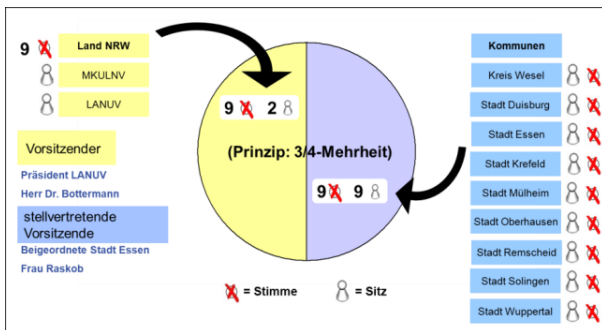 9 Land NRW
MKULNV
LANUV
Vorsitzender
Präsident LANUV
Herr Dr. Bottermann
stellvertretende
Vorsitzende
Beigeordnete Stadt Essen
Frau Raskob
9 2
(Prinzip: 3/4-Mehrheit)
9 9
= Stimme = Sitz
Kommunen
Kreis Wesel
Stadt Duisburg
Stadt Essen
Stadt Krefeld
Stadt Mülheim
Stadt Oberhausen
Stadt Remscheid
Stadt Solingen
Stadt Wuppertal